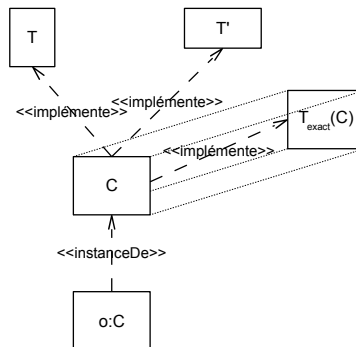 T
T'
<<implémente>>
<<implémente>>
T_exact(C)
<<implémente>>
C
<<instanceDe>>
o:C